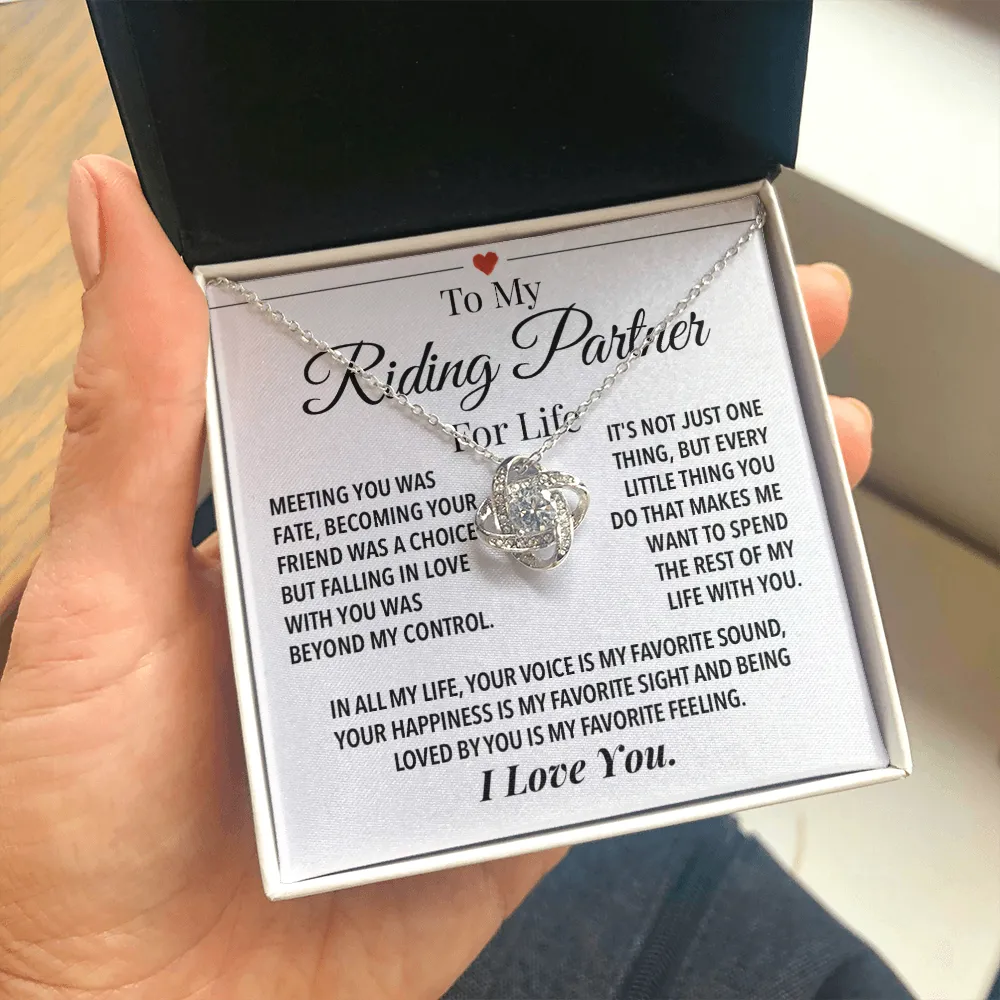 To My
Riding Partner
For Life
MEETING YOU WAS
FATE, BECOMING YOUR
FRIEND WAS A CHOICE
BUT FALLING IN LOVE
WITH YOU WAS
BEYOND MY CONTROL.
IT'S NOT JUST ONE
THING, BUT EVERY
LITTLE THING YOU
DO THAT MAKES ME
WANT TO SPEND
THE REST OF MY
LIFE WITH YOU.
IN ALL MY LIFE, YOUR VOICE IS MY FAVORITE SOUND,
YOUR HAPPINESS IS MY FAVORITE SIGHT AND BEING
LOVED BY YOU IS MY FAVORITE FEELING.
I Love You.